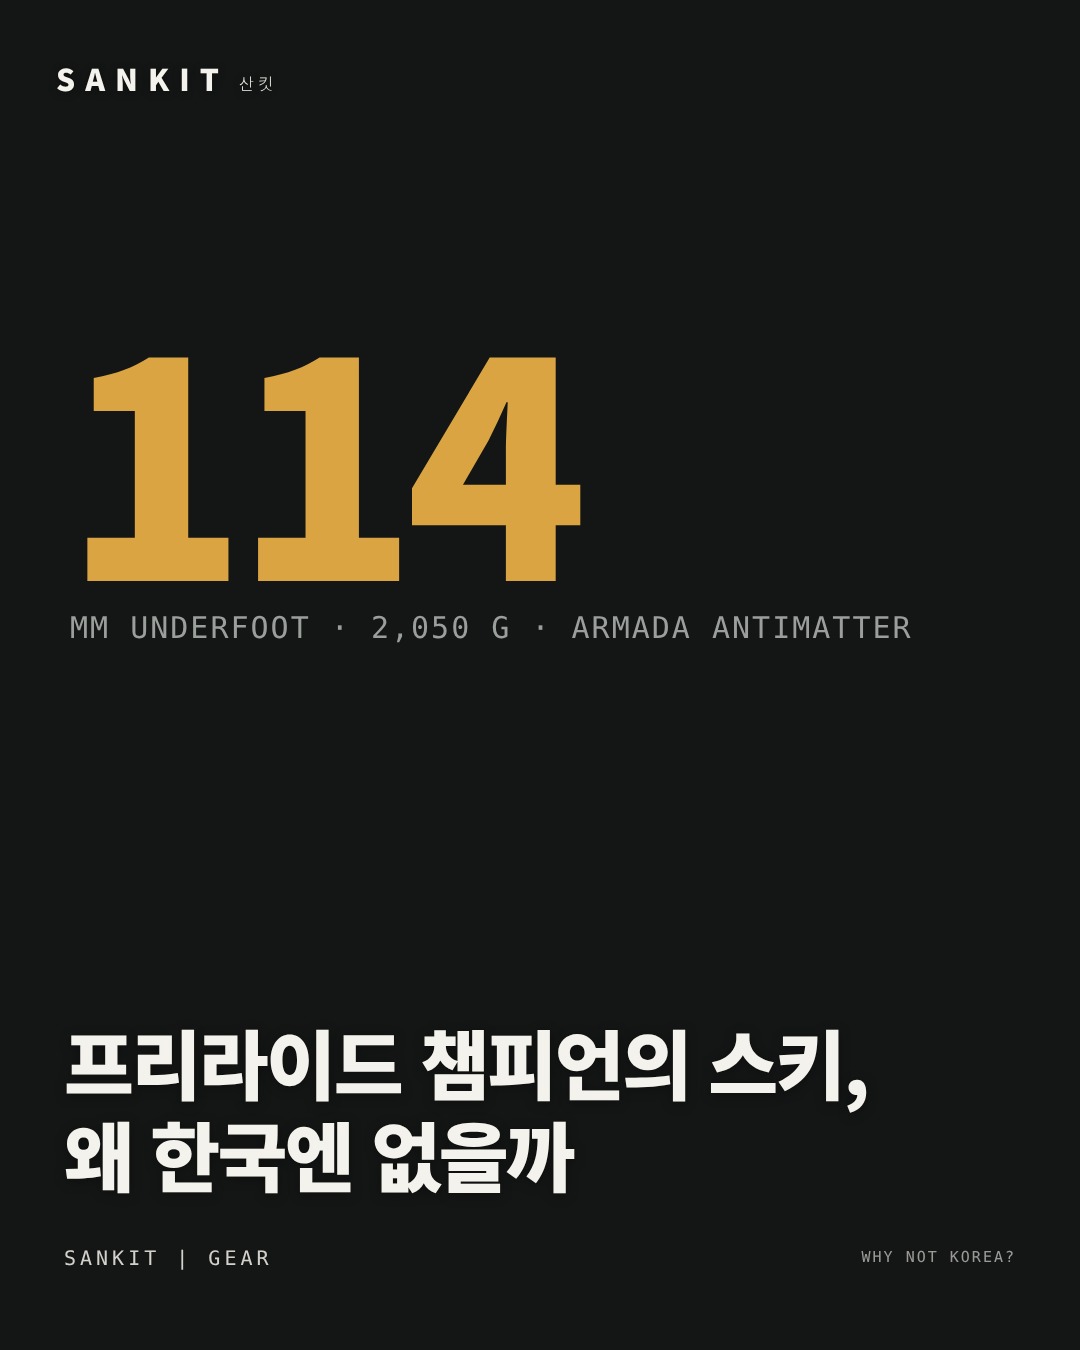 SANKIT 산킷
114
MM UNDERFOOT · 2,050 G · ARMADA ANTIMATTER
프리라이드 챔피언의 스키,
왜 한국엔 없을까
SANKIT | GEAR
WHY NOT KOREA?